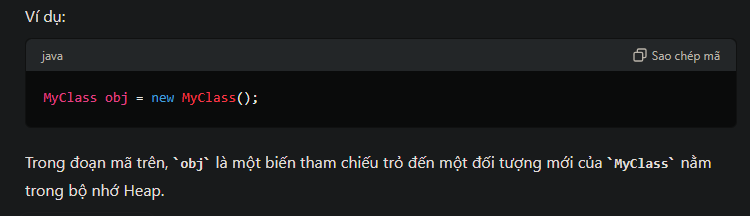 Ví dụ:
java Sao chép mã
MyClass obj = new MyClass();
Trong đoạn mã trên, `obj` là một biến tham chiếu trỏ đến một đối tượng mới của `MyClass` nằm
trong bộ nhớ Heap.